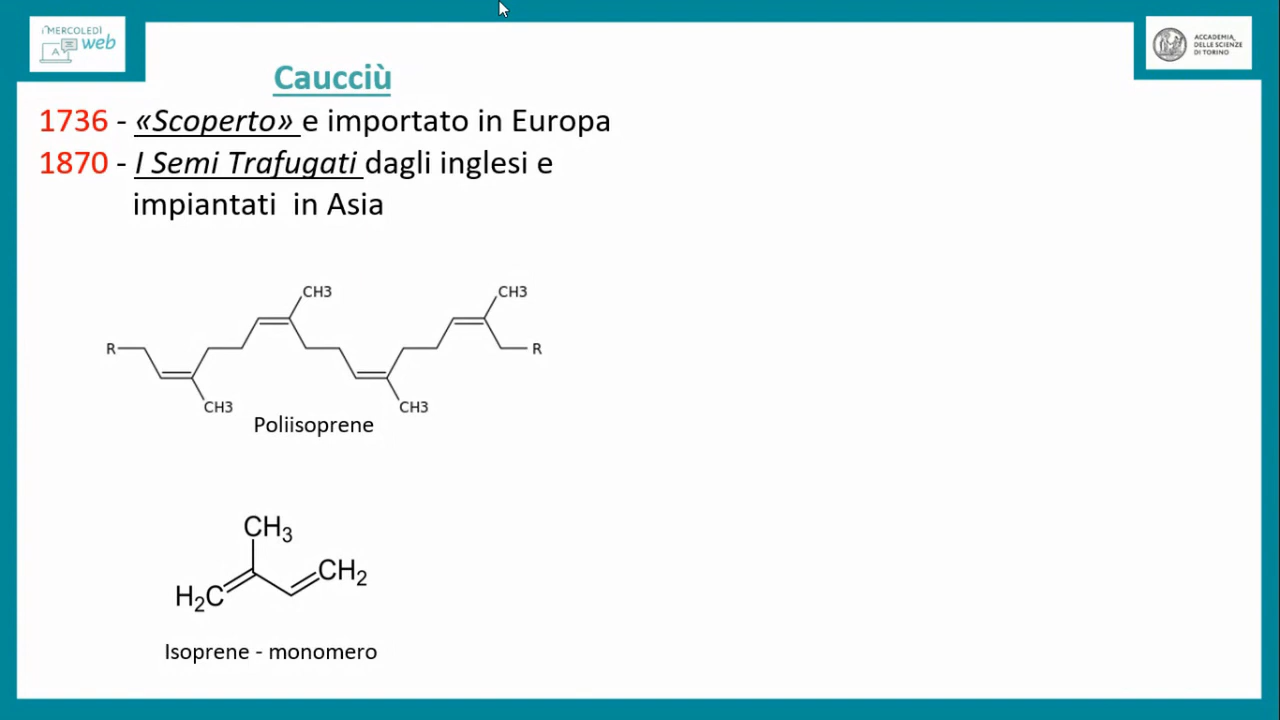 i MERCOLEDÌ
web
A
ACCADEMIA
DELLE SCIENZE
DI TORINO
Caucciù
1736 - «Scoperto» e importato in Europa
1870 - I Semi Trafugati dagli inglesi e
impiantati in Asia
CH3 CH3
R R
CH3 CH3
Poliisoprene
CH3
CH2
H2C
Isoprene - monomero